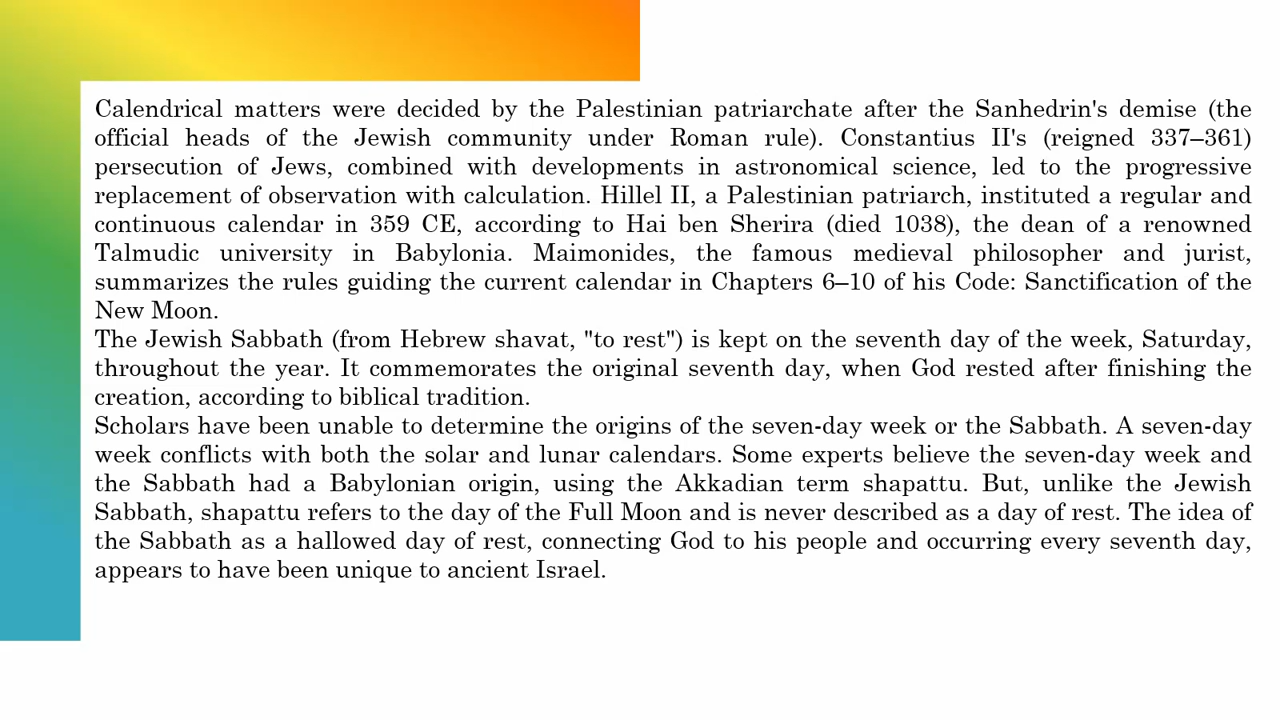 Calendrical matters were decided by the Palestinian patriarchate after the Sanhedrin's demise (the
official heads of the Jewish community under Roman rule). Constantius II's (reigned 337–361)
persecution of Jews, combined with developments in astronomical science, led to the progressive
replacement of observation with calculation. Hillel II, a Palestinian patriarch, instituted a regular and
continuous calendar in 359 CE, according to Hai ben Sherira (died 1038), the dean of a renowned
Talmudic university in Babylonia. Maimonides, the famous medieval philosopher and jurist,
summarizes the rules guiding the current calendar in Chapters 6–10 of his Code: Sanctification of the
New Moon.
The Jewish Sabbath (from Hebrew shavat, "to rest") is kept on the seventh day of the week, Saturday,
throughout the year. It commemorates the original seventh day, when God rested after finishing the
creation, according to biblical tradition.
Scholars have been unable to determine the origins of the seven-day week or the Sabbath. A seven-day
week conflicts with both the solar and lunar calendars. Some experts believe the seven-day week and
the Sabbath had a Babylonian origin, using the Akkadian term shapattu. But, unlike the Jewish
Sabbath, shapattu refers to the day of the Full Moon and is never described as a day of rest. The idea of
the Sabbath as a hallowed day of rest, connecting God to his people and occurring every seventh day,
appears to have been unique to ancient Israel.